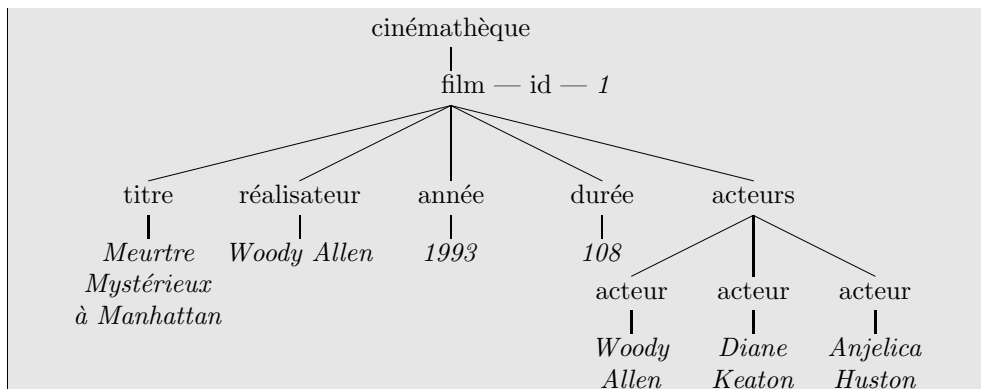 cinémathèque
film — id — 1
titre réalisateur année durée acteurs
Meurtre Woody Allen 1993 108
Mystérieux
à Manhattan
acteur acteur acteur
Woody Diane Anjelica
Allen Keaton Huston